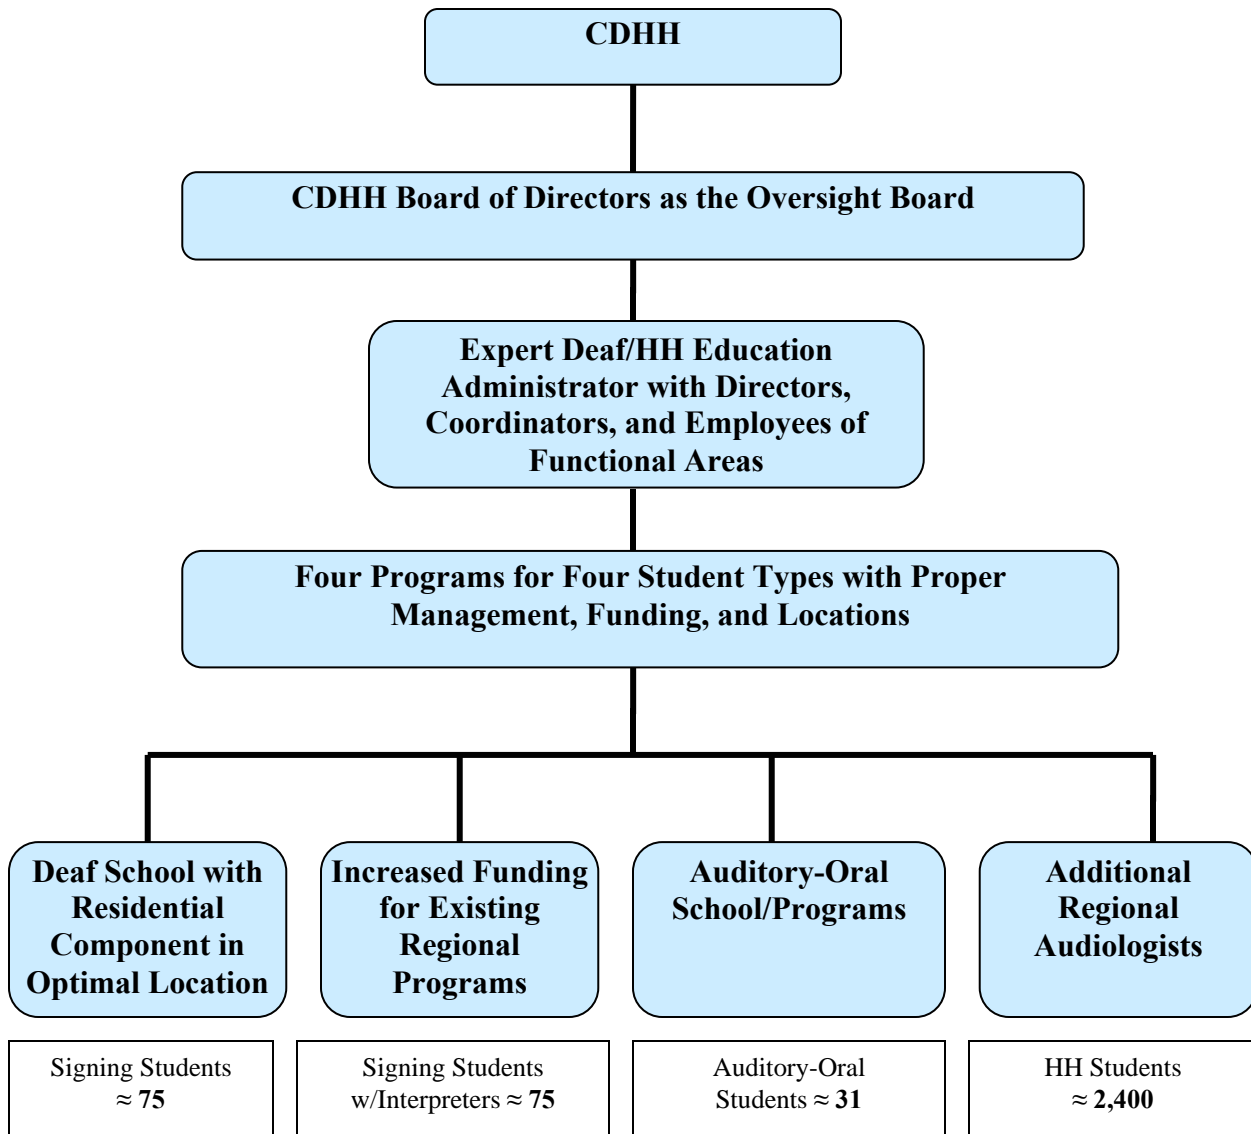 CDHH
CDHH Board of Directors as the Oversight Board
Expert Deaf/HH Education
Administrator with Directors,
Coordinators, and Employees of
Functional Areas
Four Programs for Four Student Types with Proper
Management, Funding, and Locations
Deaf School with
Residential
Component in
Optimal Location
Increased Funding
for Existing
Regional
Programs
Auditory-Oral
School/Programs
Additional
Regional
Audiologists
Signing Students
≈ 75
Signing Students
w/Interpreters ≈ 75
Auditory-Oral
Students ≈ 31
HH Students
≈ 2,400